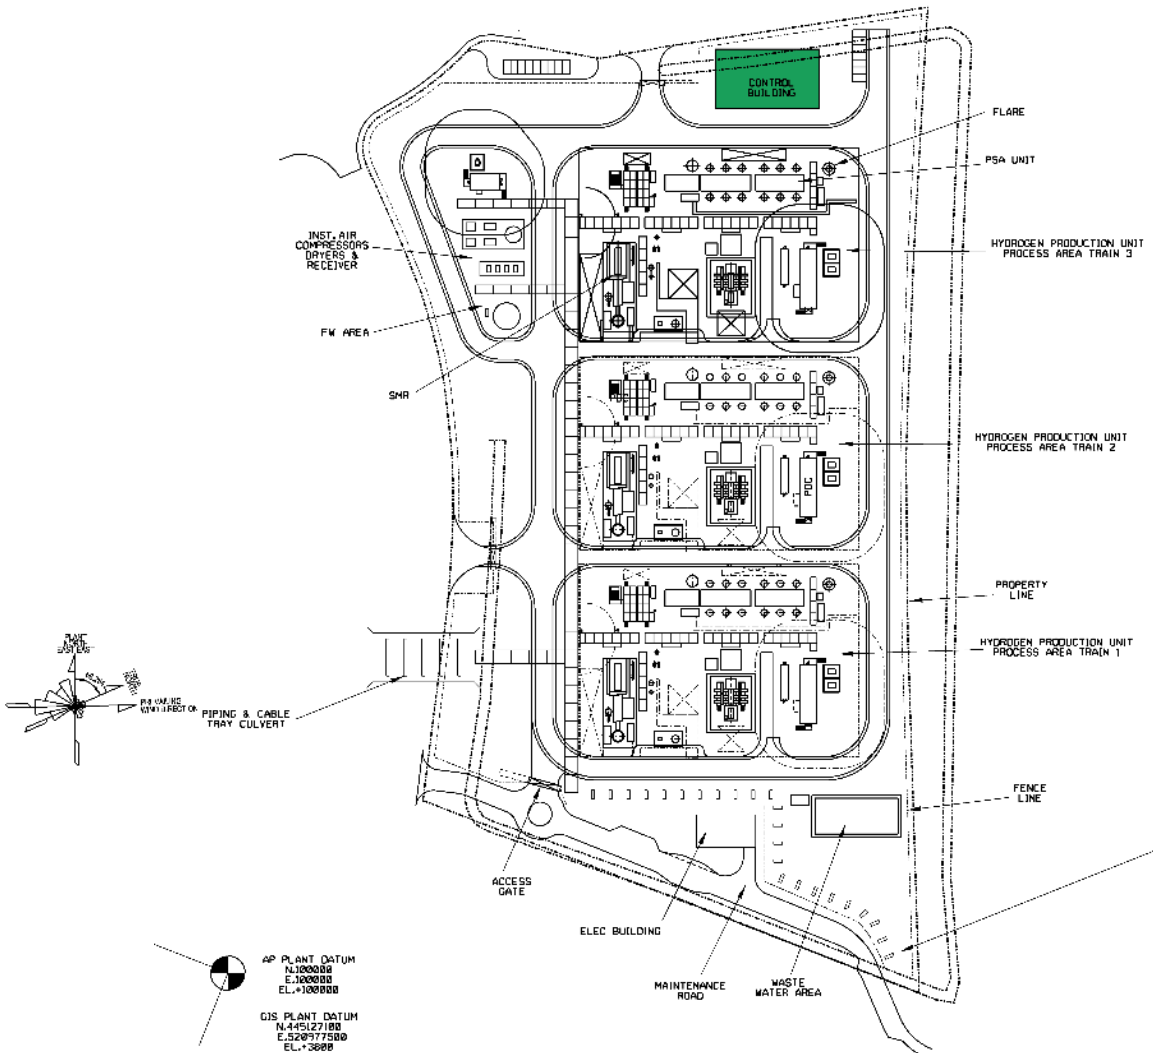 CONTROL
BUILDING
FLARE
PSA UNIT
HYDROGEN PRODUCTION UNIT
PROCESS AREA TRAIN 3
INST.AIR
COMPRESSORS
DRYERS &
RECEIVER
FW AREA
SMR
HYDROGEN PRODUCTION UNIT
PROCESS AREA TRAIN 2
PDC
PROPERTY
LINE
HYDROGEN PRODUCTION UNIT
PROCESS AREA TRAIN 1
PLANT
WIND DIRECTION
PIPING & CABLE
TRAY CULVERT
FENCE
LINE
ACCESS
GATE
ELEC BUILDING
MAINTENANCE
ROAD
WASTE
WATER AREA
AP PLANT DATUM
N.100000
E.100000
EL.+100000
GIS PLANT DATUM
N.445127100
E.520977500
EL.+3800